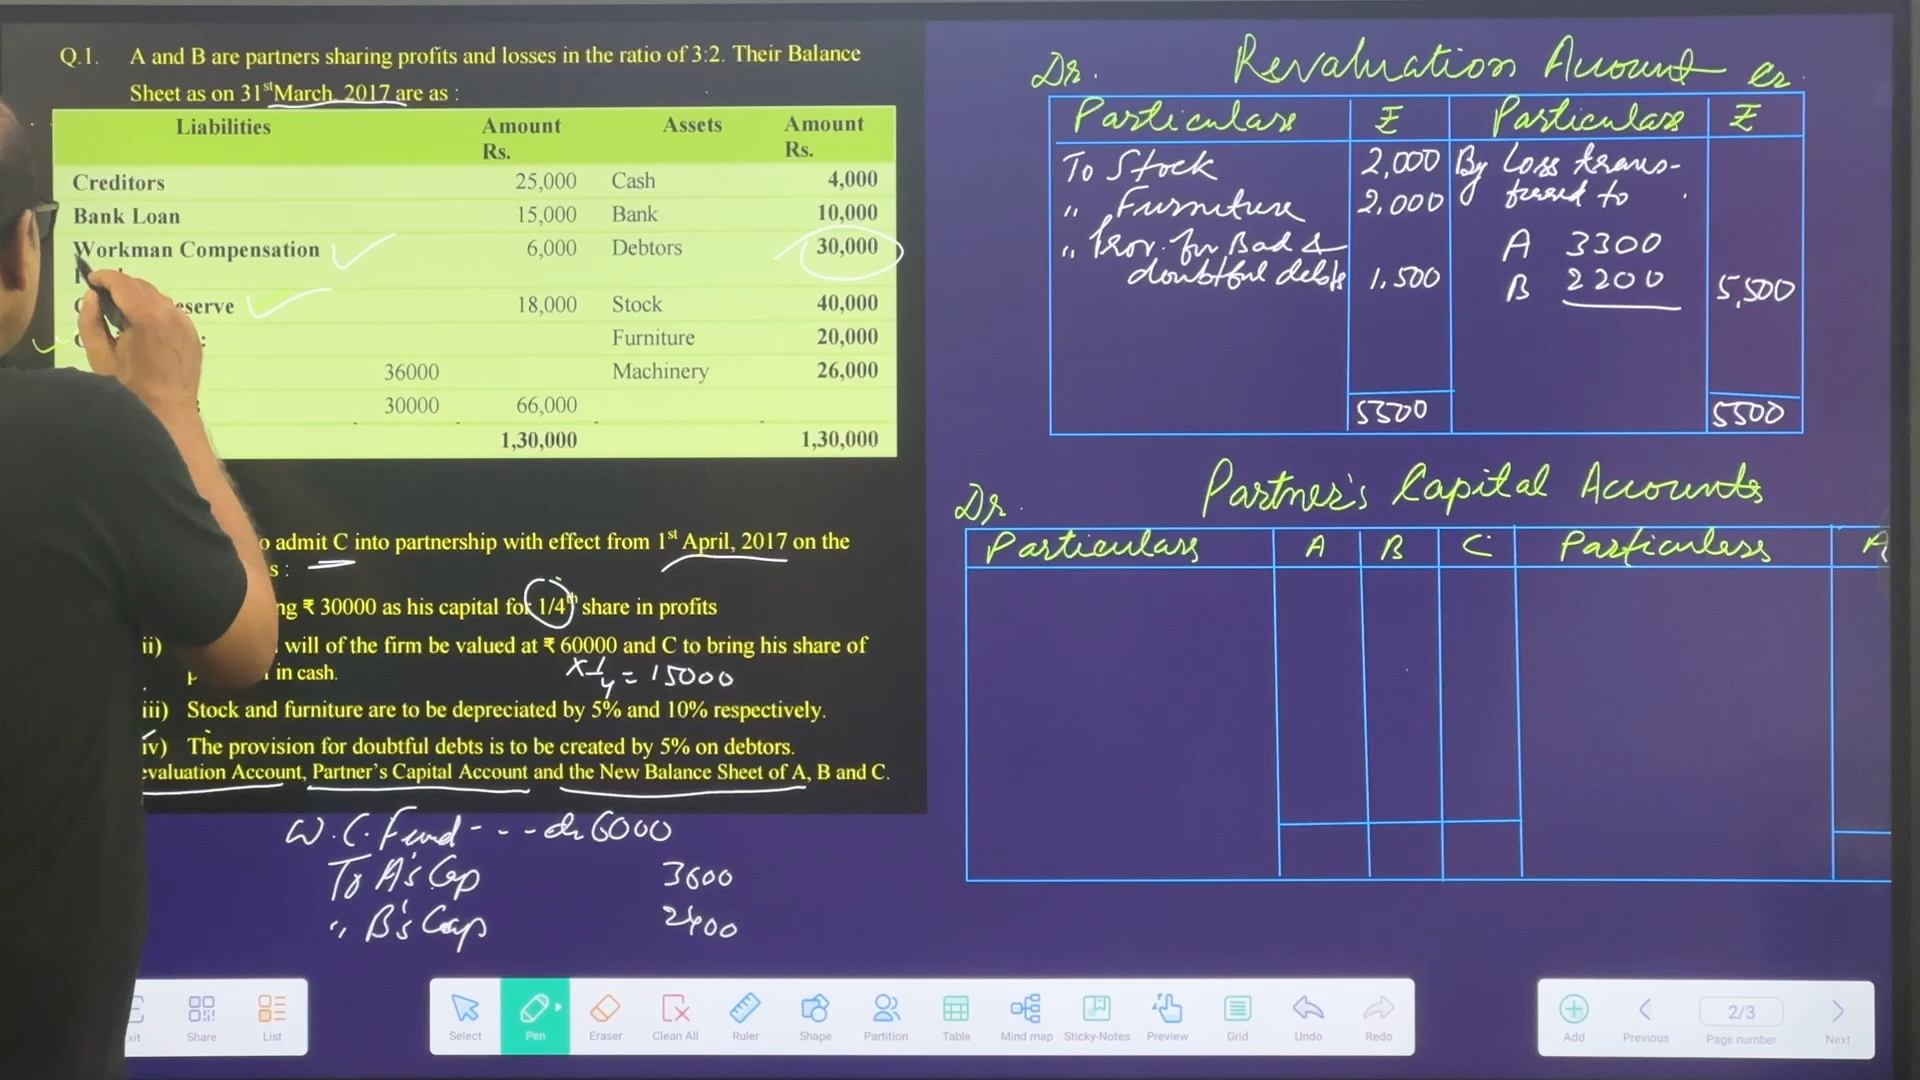 Q.1. A and B are partners sharing profits and losses in the ratio of 3:2. Their Balance
Sheet as on 31st March, 2017 are as :
Liabilities Amount Rs. Assets Amount Rs.
Creditors 25,000 Cash 4,000
Bank Loan 15,000 Bank 10,000
Workman Compensation 6,000 Debtors 30,000
eserve 18,000 Stock 40,000
: Furniture 20,000
36000 Machinery 26,000
30000 66,000
1,30,000 1,30,000
o admit C into partnership with effect from 1st April, 2017 on the
s :
ng ₹ 30000 as his capital for 1/4th share in profits
ii) will of the firm be valued at ₹ 60000 and C to bring his share of
in cash.
x 1/4 = 15000
iii) Stock and furniture are to be depreciated by 5% and 10% respectively.
iv) The provision for doubtful debts is to be created by 5% on debtors.
evaluation Account, Partner's Capital Account and the New Balance Sheet of A, B and C.
W.C. Fund - - - dr 6000
To A's Cap 3600
" B's Cap 2400
Dr. Revaluation Account cr.
Particulars ₹ Particulars ₹
To Stock 2,000 By Loss trans-
" Furniture 2,000 ferred to
" Prov. for Bad & A 3300
doubtful debts 1,500 B 2200 5,500
5500 5500
Dr. Partner's Capital Accounts
Particulars A B C Particulars A
xit Share List
Select Pen Eraser Clean All Ruler Shape Partition Table Mind map Sticky-Notes Preview Grid Undo Redo
Add Previous 2/3 Page number Next